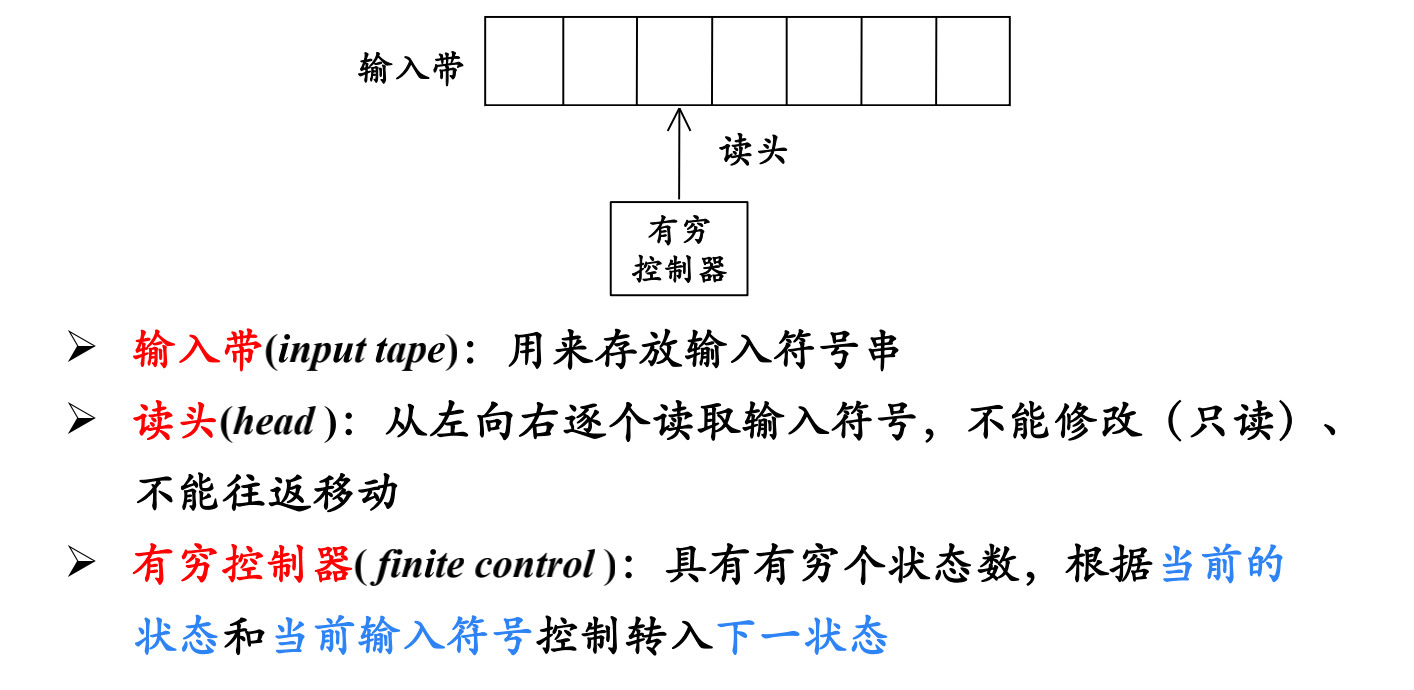 输入带
读头
有穷
控制器
➢ 输入带(input tape)：用来存放输入符号串
➢ 读头(head )：从左向右逐个读取输入符号，不能修改（只读）、
不能往返移动
➢ 有穷控制器( finite control )：具有有穷个状态数，根据当前的
状态和当前输入符号控制转入下一状态